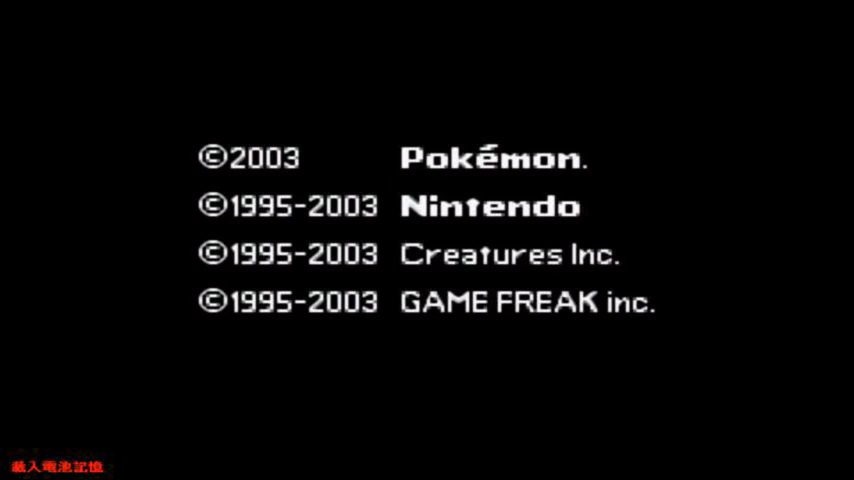 ©2003 Pokémon.
©1995-2003 Nintendo
©1995-2003 Creatures Inc.
©1995-2003 GAME FREAK inc.
載入電池記憶